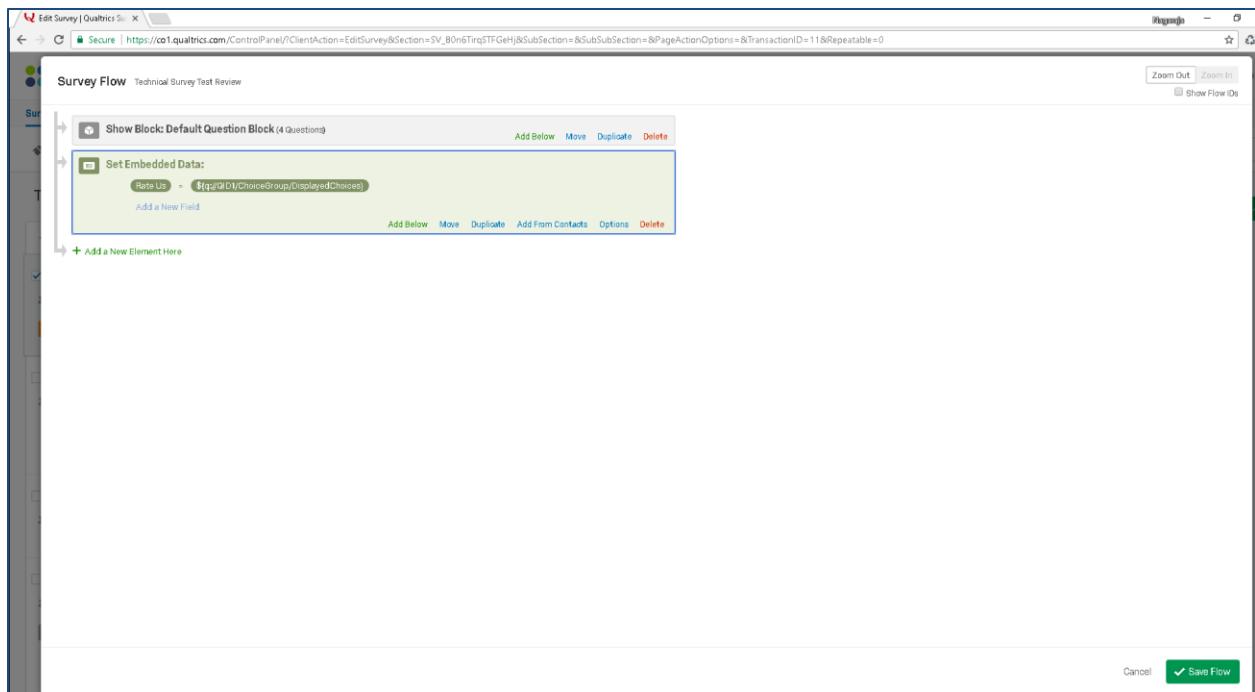 Edit Survey | Qualtrics Su
Secure | https://co1.qualtrics.com/ControlPanel/?ClientAction=EditSurvey&Section=SV_80n6TirqSTFGeHj&SubSection=&SubSubSection=&PageActionOptions=&TransactionID=11&Repeatable=0
Survey Flow Technical Survey Test Review
Zoom Out Zoom In
Show Flow IDs
Sur
Show Block: Default Question Block (4 Questions)
Add Below Move Duplicate Delete
Set Embedded Data:
Rate Us = ${q://QID1/ChoiceGroup/DisplayedChoices}
Add a New Field
Add Below Move Duplicate Add From Contacts Options Delete
+ Add a New Element Here
Cancel Save Flow